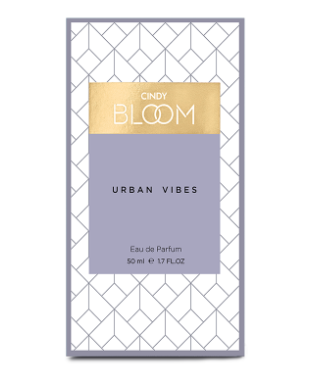 CINDY
BLOOM
URBAN VIBES
Eau de Parfum
50 ml ℮ 1.7 FL.OZ